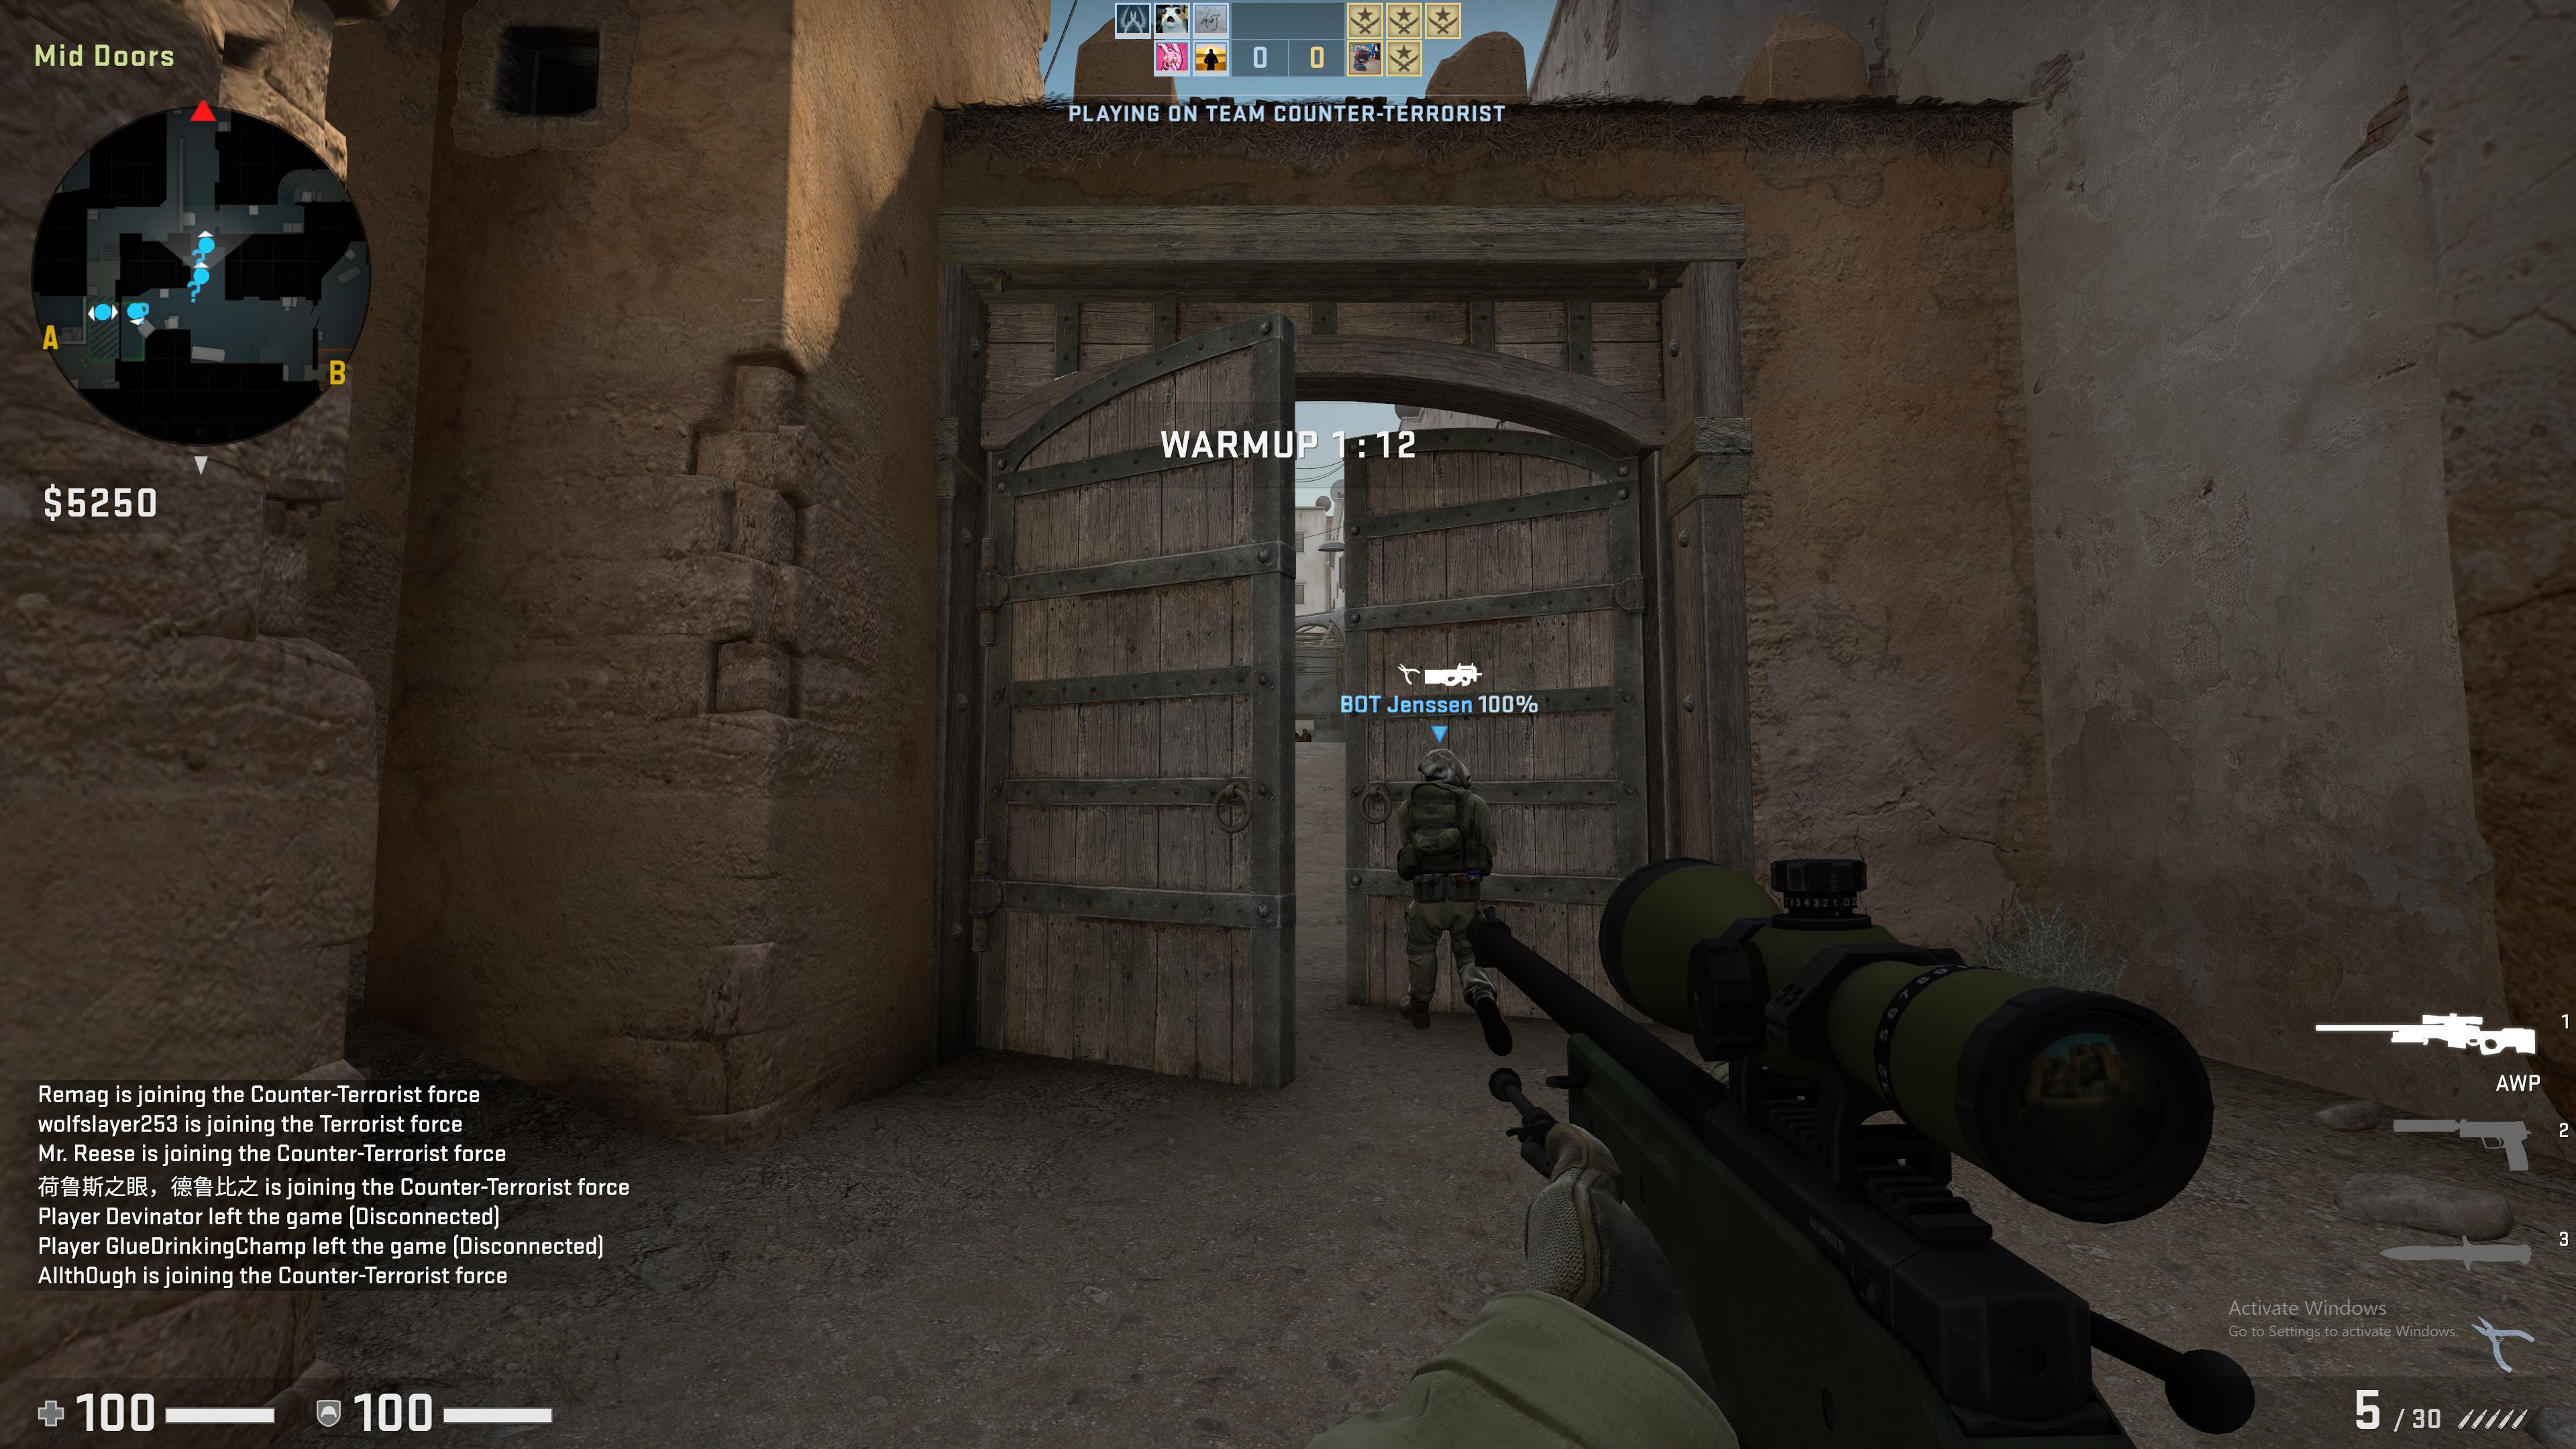 Mid Doors
0 0
PLAYING ON TEAM COUNTER-TERRORIST
A
B
WARMUP 1:12
$5250
BOT Jenssen 100%
1
AWP
2
3
Remag is joining the Counter-Terrorist force
wolfslayer253 is joining the Terrorist force
Mr. Reese is joining the Counter-Terrorist force
荷鲁斯之眼，德鲁比之 is joining the Counter-Terrorist force
Player Devinator left the game (Disconnected)
Player GlueDrinkingChamp left the game (Disconnected)
Allth0ugh is joining the Counter-Terrorist force
Activate Windows
Go to Settings to activate Windows.
100 100
5 / 30